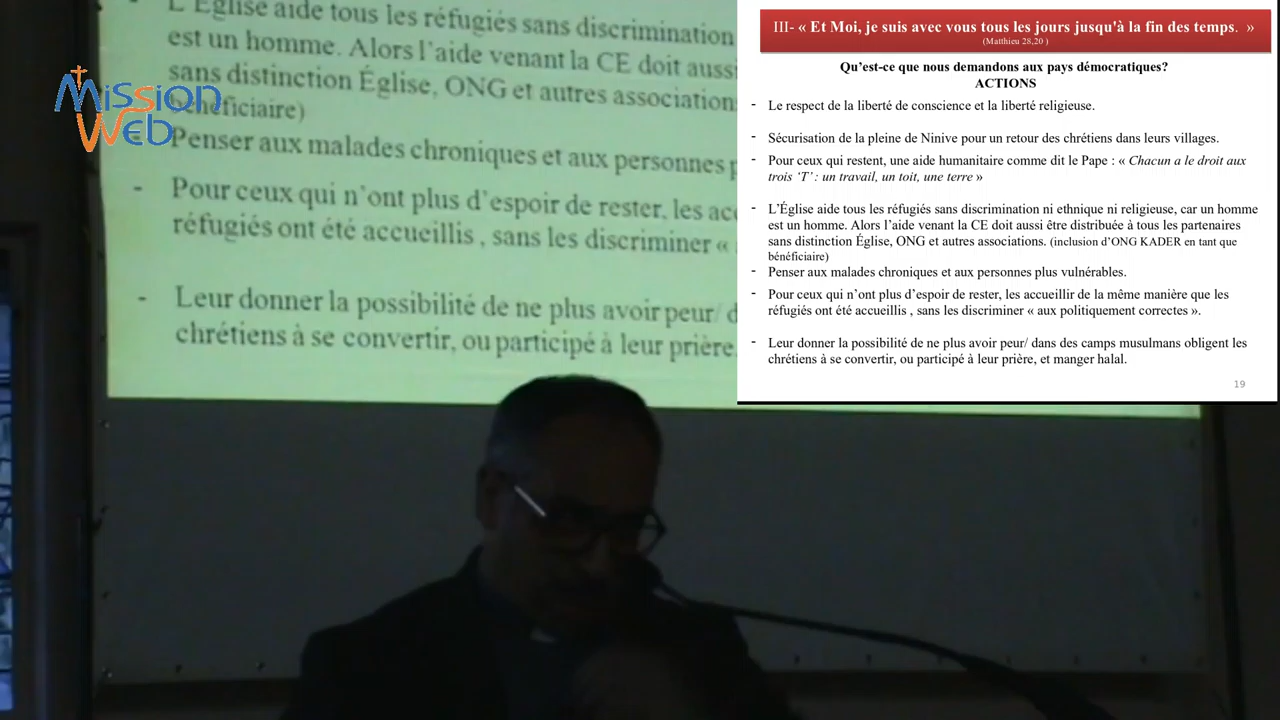 L'Église aide tous les réfugiés sans discrimination
est un homme. Alors l'aide venant la CE doit aussi
sans distinction Église, ONG et autres association
bénéficiaire)
Penser aux malades chroniques et aux personnes p
- Pour ceux qui n'ont plus d'espoir de rester, les acc
réfugiés ont été accueillis , sans les discriminer «
- Leur donner la possibilité de ne plus avoir peur/ d
chrétiens à se convertir, ou participé à leur prière
Mission
Web
III- « Et Moi, je suis avec vous tous les jours jusqu'à la fin des temps. »
(Matthieu 28,20 )
Qu'est-ce que nous demandons aux pays démocratiques?
ACTIONS
- Le respect de la liberté de conscience et la liberté religieuse.
- Sécurisation de la pleine de Ninive pour un retour des chrétiens dans leurs villages.
- Pour ceux qui restent, une aide humanitaire comme dit le Pape : « Chacun a le droit aux
trois ‘T’ : un travail, un toit, une terre »
- L'Église aide tous les réfugiés sans discrimination ni ethnique ni religieuse, car un homme
est un homme. Alors l'aide venant la CE doit aussi être distribuée à tous les partenaires
sans distinction Église, ONG et autres associations. (inclusion d'ONG KADER en tant que
bénéficiaire)
- Penser aux malades chroniques et aux personnes plus vulnérables.
- Pour ceux qui n'ont plus d'espoir de rester, les accueillir de la même manière que les
réfugiés ont été accueillis , sans les discriminer « aux politiquement correctes ».
- Leur donner la possibilité de ne plus avoir peur/ dans des camps musulmans obligent les
chrétiens à se convertir, ou participé à leur prière, et manger halal.
19